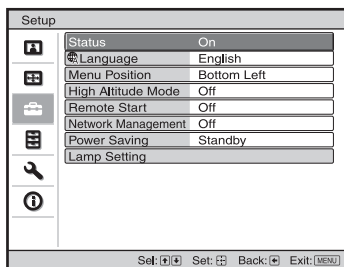 Setup
Status On
Language English
Menu Position Bottom Left
High Altitude Mode Off
Remote Start Off
Network Management Off
Power Saving Standby
Lamp Setting
Sel: Set: Back: Exit: MENU